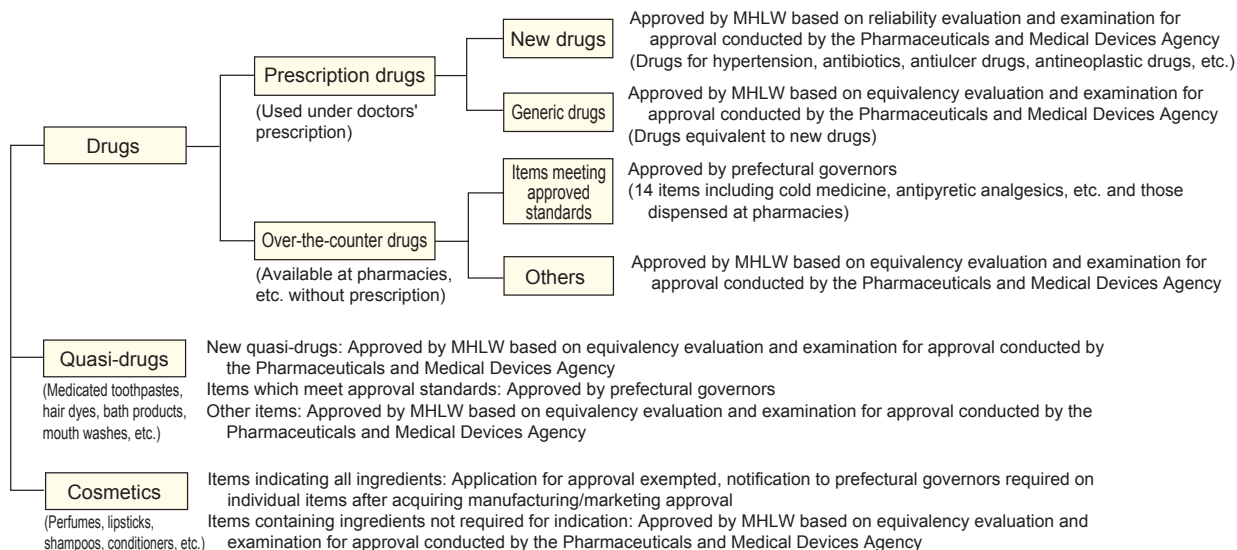 Drugs
Prescription drugs
(Used under doctors'
prescription)
New drugs
Approved by MHLW based on reliability evaluation and examination for
approval conducted by the Pharmaceuticals and Medical Devices Agency
(Drugs for hypertension, antibiotics, antiulcer drugs, antineoplastic drugs, etc.)
Generic drugs
Approved by MHLW based on equivalency evaluation and examination for
approval conducted by the Pharmaceuticals and Medical Devices Agency
(Drugs equivalent to new drugs)
Over-the-counter drugs
(Available at pharmacies,
etc. without prescription)
Items meeting
approved
standards
Approved by prefectural governors
(14 items including cold medicine, antipyretic analgesics, etc. and those
dispensed at pharmacies)
Others
Approved by MHLW based on equivalency evaluation and examination for
approval conducted by the Pharmaceuticals and Medical Devices Agency
Quasi-drugs
(Medicated toothpastes,
hair dyes, bath products,
mouth washes, etc.)
New quasi-drugs: Approved by MHLW based on equivalency evaluation and examination for approval conducted by
the Pharmaceuticals and Medical Devices Agency
Items which meet approval standards: Approved by prefectural governors
Other items: Approved by MHLW based on equivalency evaluation and examination for approval conducted by the
Pharmaceuticals and Medical Devices Agency
Cosmetics
(Perfumes, lipsticks,
shampoos, conditioners, etc.)
Items indicating all ingredients: Application for approval exempted, notification to prefectural governors required on
individual items after acquiring manufacturing/marketing approval
Items containing ingredients not required for indication: Approved by MHLW based on equivalency evaluation and
examination for approval conducted by the Pharmaceuticals and Medical Devices Agency